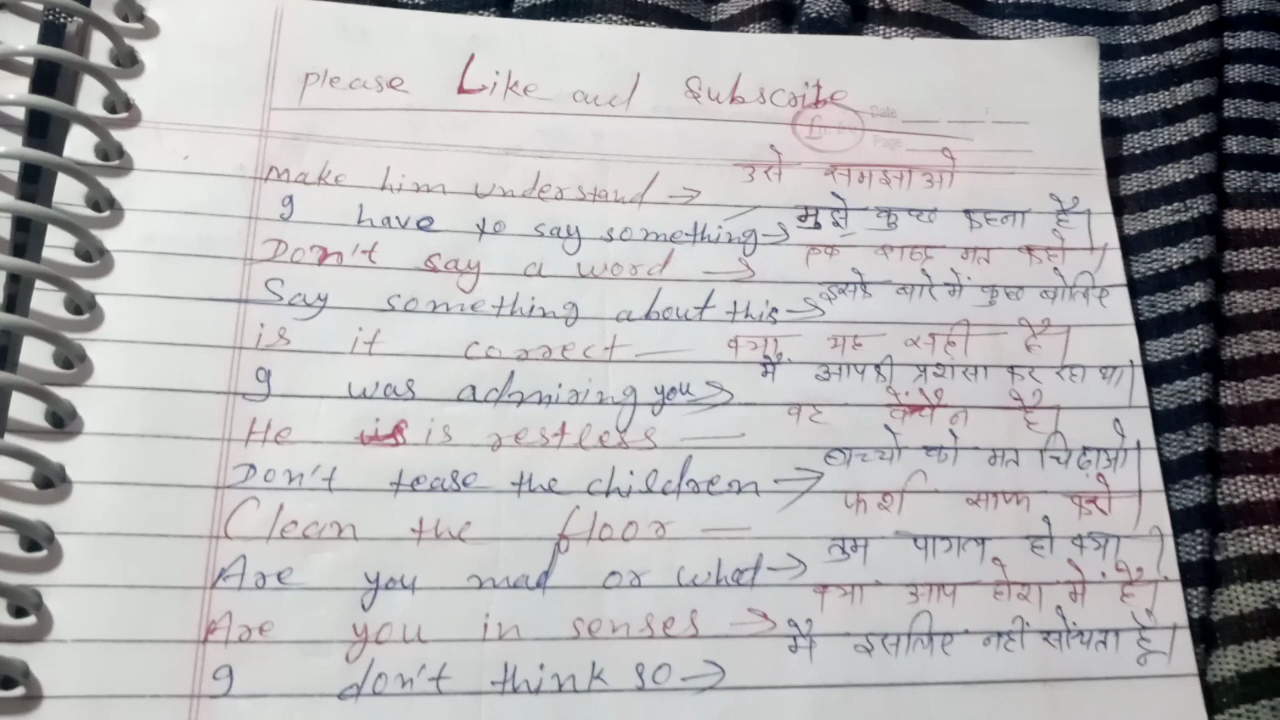 please Like and Subscribe
Date
Page
make him understand → उसे समझाओ
I have to say something → मुझे कुछ कहना है।
Don't say a word → एक शब्द मत कहो।
Say something about this → इसके बारे में कुछ बोलिए
is it correct — क्या यह सही है।
I was admiring you → मैं आपकी प्रशंसा कर रहा था।
He is restless — वह बेचैन है।
Don't tease the children → बच्चों को मत चिढ़ाओ।
Clean the floor — फर्श साफ करो।
Are you mad or what → तुम पागल हो क्या।
Are you in senses → क्या आप होश में हैं।
I don't think so → मैं इसलिए नहीं सोचता हूँ।